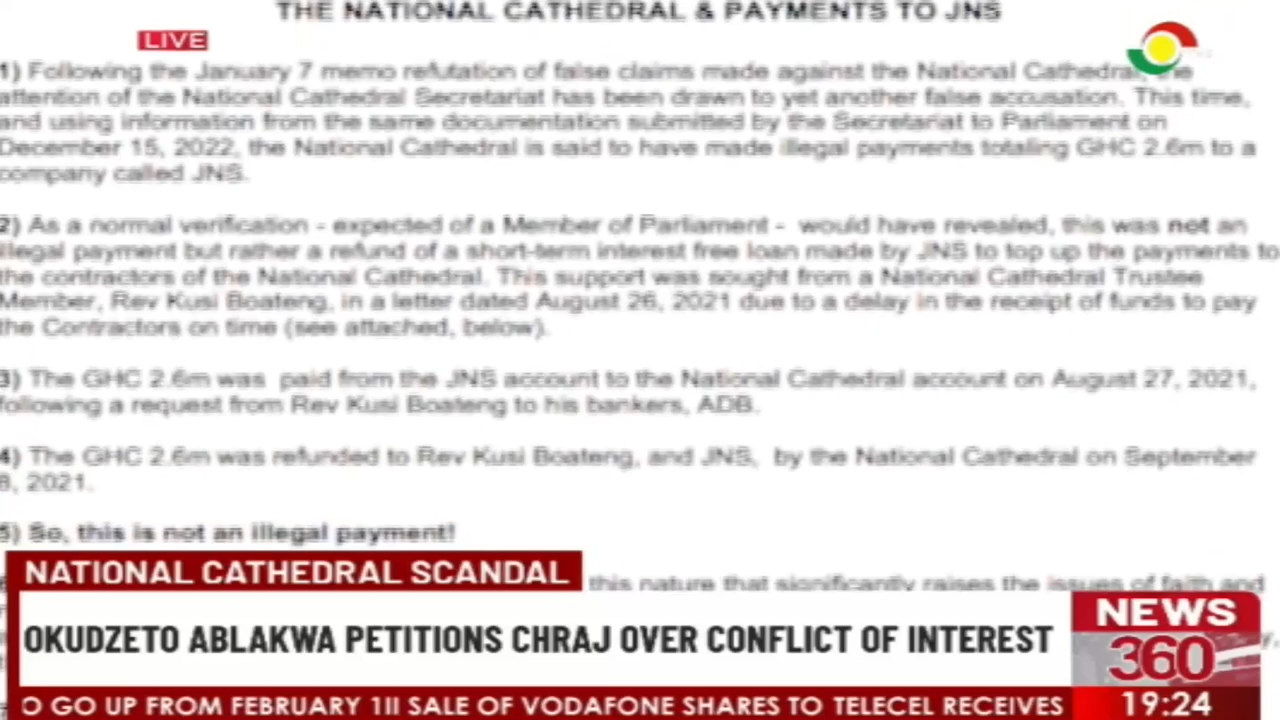 THE NATIONAL CATHEDRAL & PAYMENTS TO JNS
LIVE
1) Following the January 7 memo refutation of false claims made against the National Cathedral, the
attention of the National Cathedral Secretariat has been drawn to yet another false accusation. This time,
and using information from the same documentation submitted by the Secretariat to Parliament on
December 15, 2022, the National Cathedral is said to have made illegal payments totaling GHC 2.6m to a
company called JNS.
2) As a normal verification - expected of a Member of Parliament - would have revealed, this was not an
illegal payment but rather a refund of a short-term interest free loan made by JNS to top up the payments to
the contractors of the National Cathedral. This support was sought from a National Cathedral Trustee
Member, Rev Kusi Boateng, in a letter dated August 26, 2021 due to a delay in the receipt of funds to pay
the Contractors on time (see attached, below).
3) The GHC 2.6m was paid from the JNS account to the National Cathedral account on August 27, 2021,
following a request from Rev Kusi Boateng to his bankers, ADB.
4) The GHC 2.6m was refunded to Rev Kusi Boateng, and JNS, by the National Cathedral on September
8, 2021.
5) So, this is not an illegal payment!
this nature that significantly raises the issues of faith and
NATIONAL CATHEDRAL SCANDAL
OKUDZETO ABLAKWA PETITIONS CHRAJ OVER CONFLICT OF INTEREST
NEWS
360
O GO UP FROM FEBRUARY 1 II SALE OF VODAFONE SHARES TO TELECEL RECEIVES
19:24